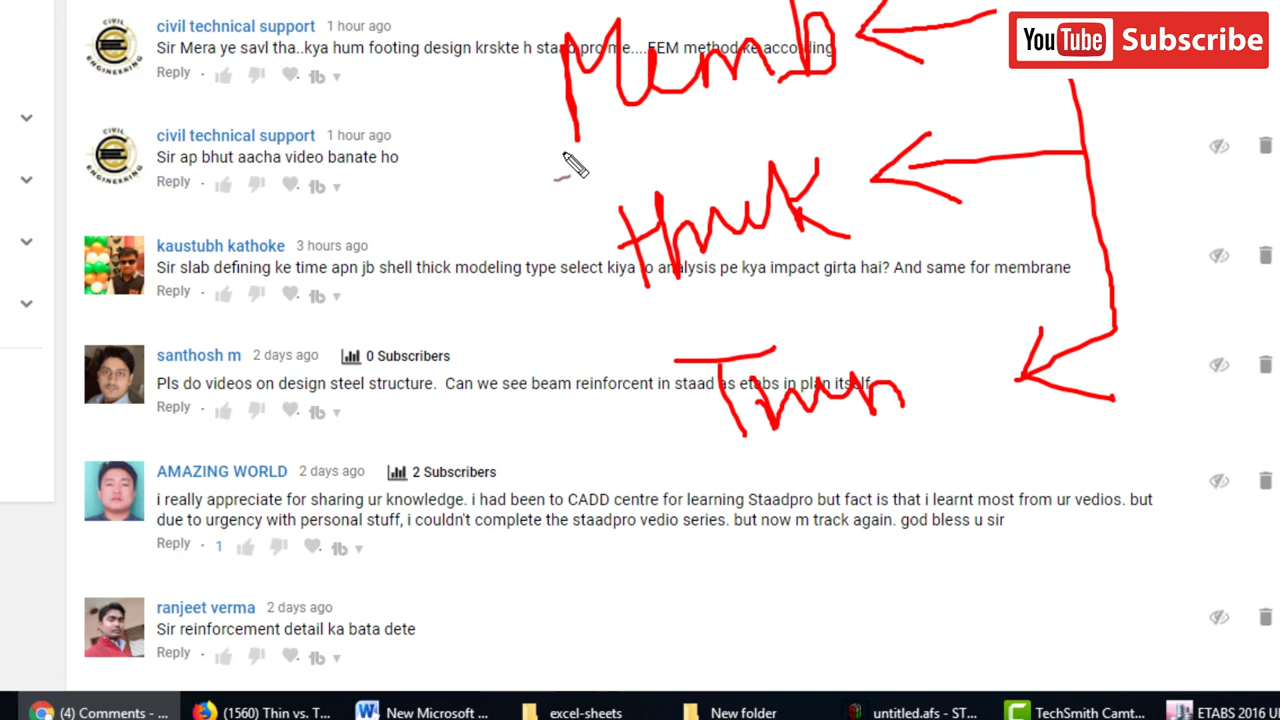 civil technical support 1 hour ago
Sir Mera ye savl tha..kya hum footing design krskte h staad pro me....FEM method ke according
Reply
YouTube Subscribe
Memb
civil technical support 1 hour ago
Sir ap bhut aacha video banate ho
Reply
kaustubh kathoke 3 hours ago
Sir slab defining ke time apn jb shell thick modeling type select kiya to analysis pe kya impact girta hai? And same for membrane
Reply
santhosh m 2 days ago 0 Subscribers
Pls do videos on design steel structure. Can we see beam reinforcent in staad as etabs in plan itself
Reply
AMAZING WORLD 2 days ago 2 Subscribers
i really appreciate for sharing ur knowledge. i had been to CADD centre for learning Staadpro but fact is that i learnt most from ur vedios. but
due to urgency with personal stuff, i couldn't complete the staadpro vedio series. but now m track again. god bless u sir
Reply 1
ranjeet verma 2 days ago
Sir reinforcement detail ka bata dete
Reply
(4) Comments - ... (1560) Thin vs. T... New Microsoft ... excel-sheets New folder untitled.afs - ST... TechSmith Camt... ETABS 2016 Ul